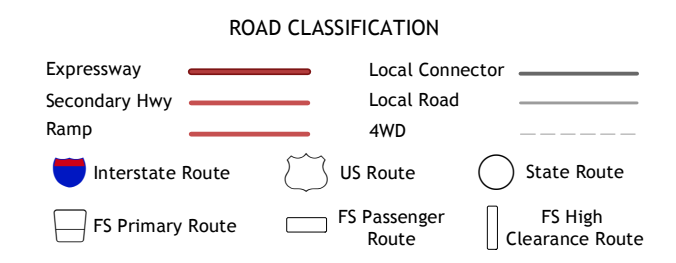 ROAD CLASSIFICATION
Expressway
Local Connector
Secondary Hwy
Local Road
Ramp
4WD
Interstate Route
US Route
State Route
FS Primary Route
FS Passenger
Route
FS High
Clearance Route